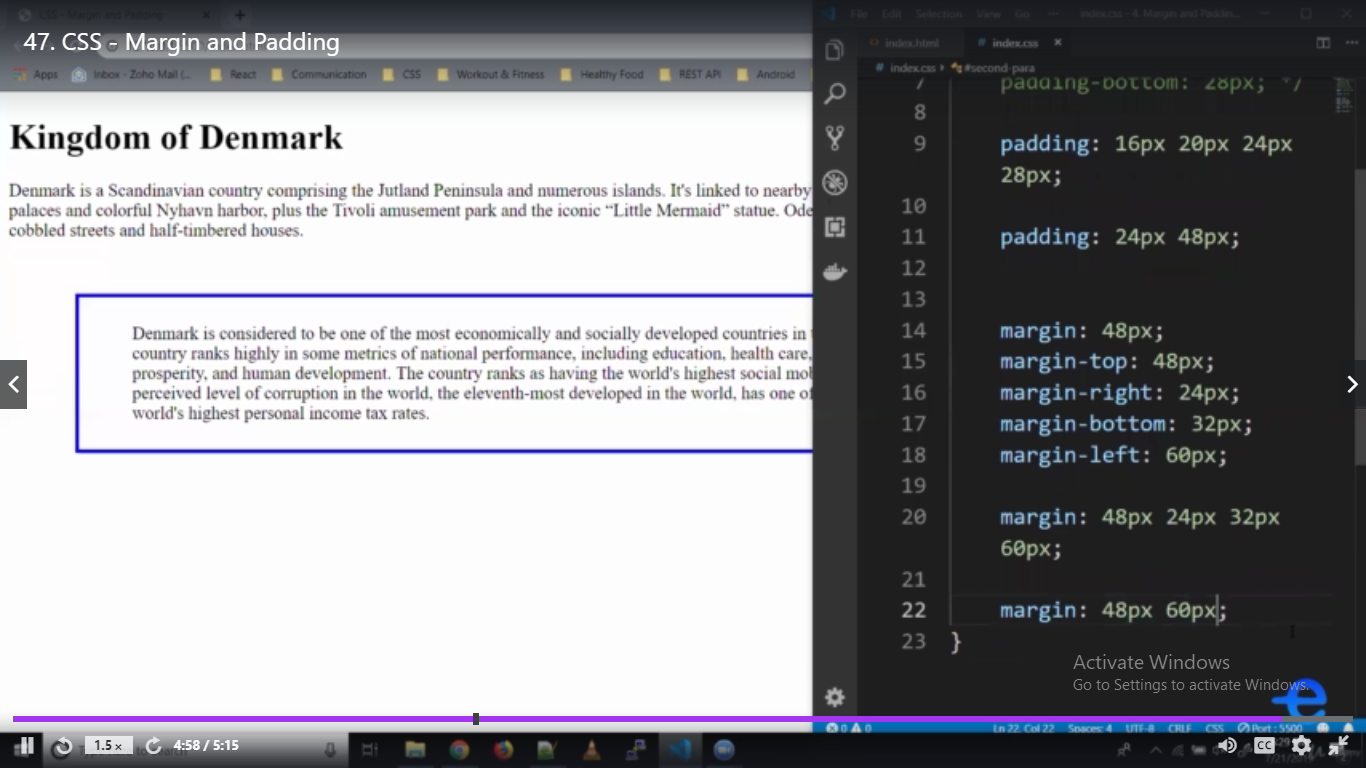 CSS - Margin and Padding
47. CSS - Margin and Padding
Apps Inbox - Zoho Mail (... React Communication CSS Workout & Fitness Healthy Food REST API Android
Kingdom of Denmark
Denmark is a Scandinavian country comprising the Jutland Peninsula and numerous islands. It's linked to nearby
palaces and colorful Nyhavn harbor, plus the Tivoli amusement park and the iconic “Little Mermaid” statue. Ode
cobbled streets and half-timbered houses.
Denmark is considered to be one of the most economically and socially developed countries in
country ranks highly in some metrics of national performance, including education, health care,
prosperity, and human development. The country ranks as having the world's highest social mo
perceived level of corruption in the world, the eleventh-most developed in the world, has one of
world's highest personal income tax rates.
File Edit Selection View Go ··· index.css - 4. Margin and Paddin...
index.html # index.css ×
# index.css › #second-para
7 padding-bottom: 28px; */
8
9 padding: 16px 20px 24px
28px;
10
11 padding: 24px 48px;
12
13
14 margin: 48px;
15 margin-top: 48px;
16 margin-right: 24px;
17 margin-bottom: 32px;
18 margin-left: 60px;
19
20 margin: 48px 24px 32px
60px;
21
22 margin: 48px 60px;
23 }
Activate Windows
Go to Settings to activate Windows.
0 0 Ln 22, Col 22 Spaces: 4 UTF-8 CRLF CSS Port : 5500
1.5 × 4:58 / 5:15 CC